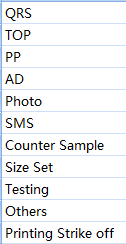 QRS
TOP
PP
AD
Photo
SMS
Counter Sample
Size Set
Testing
Others
Printing Strike off